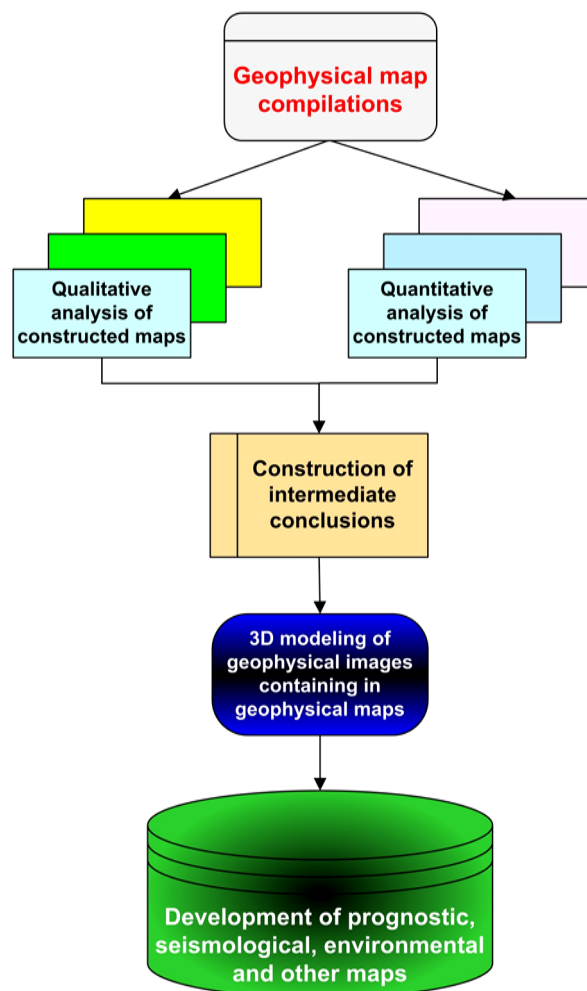 Geophysical map
compilations
Qualitative
analysis of
constructed maps
Quantitative
analysis of
constructed maps
Construction of
intermediate
conclusions
3D modeling of
geophysical images
containing in
geophysical maps
Development of prognostic,
seismological, environmental
and other maps